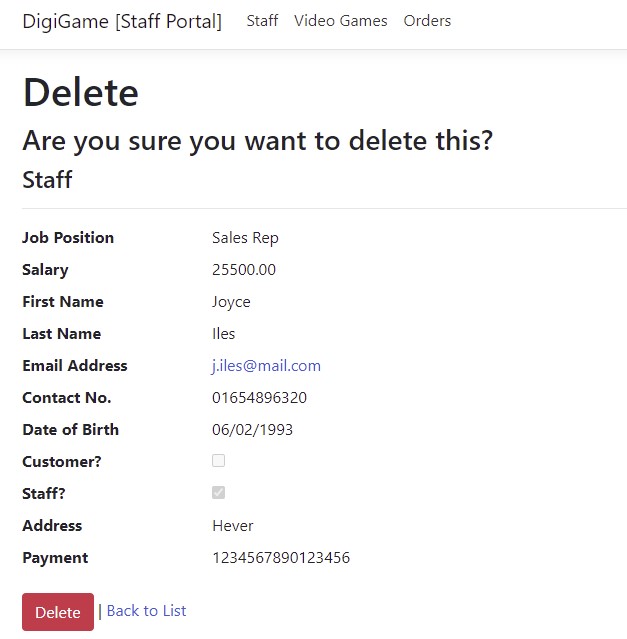 DigiGame [Staff Portal] Staff Video Games Orders
Delete
Are you sure you want to delete this?
Staff
Job Position Sales Rep
Salary 25500.00
First Name Joyce
Last Name Iles
Email Address j.iles@mail.com
Contact No. 01654896320
Date of Birth 06/02/1993
Customer?
Staff?
Address Hever
Payment 1234567890123456
Delete | Back to List